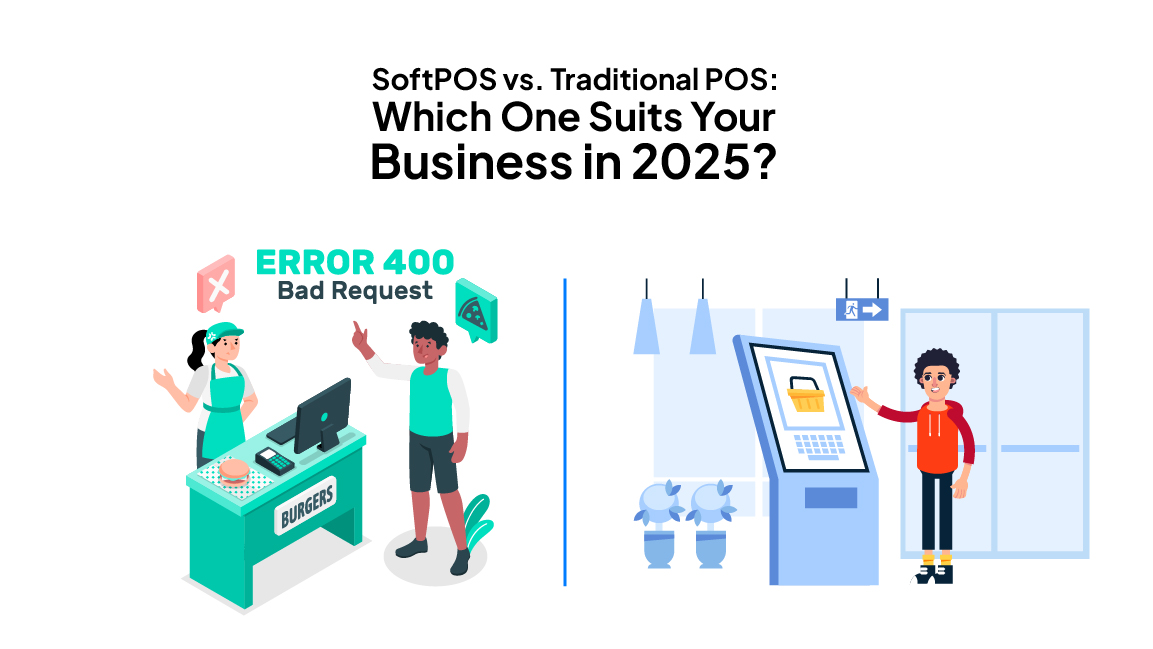 SoftPOS vs. Traditional POS:
Which One Suits Your
Business in 2025?
ERROR 400
Bad Request
BURGERS